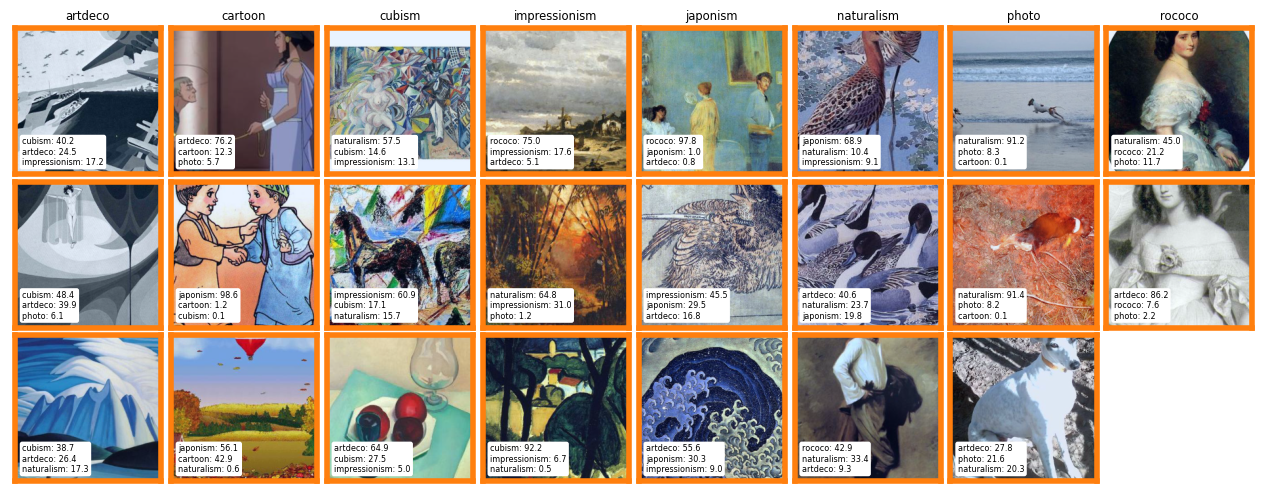 artdeco
cartoon
cubism
impressionism
japonism
naturalism
photo
rococo
cubism: 40.2
artdeco: 24.5
impressionism: 17.2
artdeco: 76.2
cartoon: 12.3
photo: 5.7
naturalism: 57.5
cubism: 14.6
impressionism: 13.1
rococo: 75.0
impressionism: 17.6
artdeco: 5.1
rococo: 97.8
japonism: 1.0
artdeco: 0.8
japonism: 68.9
naturalism: 10.4
impressionism: 9.1
naturalism: 91.2
photo: 8.3
cartoon: 0.1
naturalism: 45.0
rococo: 21.2
photo: 11.7
cubism: 48.4
artdeco: 39.9
photo: 6.1
japonism: 98.6
cartoon: 1.2
cubism: 0.1
impressionism: 60.9
cubism: 17.1
naturalism: 15.7
naturalism: 64.8
impressionism: 31.0
photo: 1.2
impressionism: 45.5
japonism: 29.5
artdeco: 16.8
artdeco: 40.6
naturalism: 23.7
japonism: 19.8
naturalism: 91.4
photo: 8.2
cartoon: 0.1
artdeco: 86.2
rococo: 7.6
photo: 2.2
cubism: 38.7
artdeco: 26.4
naturalism: 17.3
japonism: 56.1
cartoon: 42.9
naturalism: 0.6
artdeco: 64.9
cubism: 27.5
impressionism: 5.0
cubism: 92.2
impressionism: 6.7
naturalism: 0.5
artdeco: 55.6
japonism: 30.3
impressionism: 9.0
rococo: 42.9
naturalism: 33.4
artdeco: 9.3
artdeco: 27.8
photo: 21.6
naturalism: 20.3